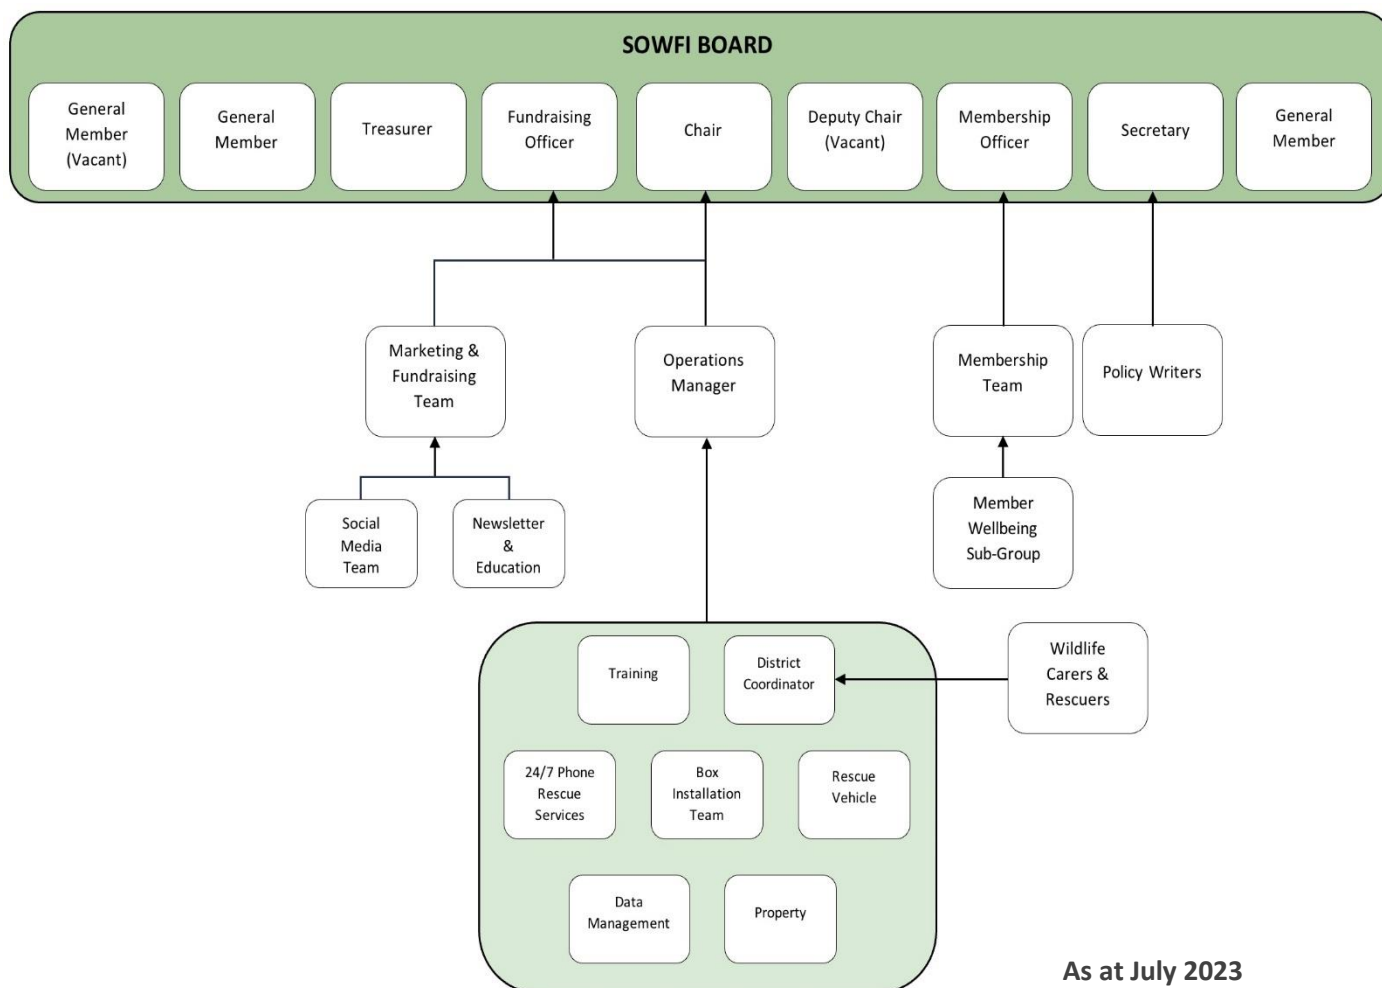 SOWFI BOARD
General
Member
(Vacant)
General
Member
Treasurer
Fundraising
Officer
Chair
Deputy Chair
(Vacant)
Membership
Officer
Secretary
General
Member
Marketing &
Fundraising
Team
Operations
Manager
Membership
Team
Policy Writers
Social
Media
Team
Newsletter
&
Education
Member
Wellbeing
Sub-Group
Training
District
Coordinator
Wildlife
Carers &
Rescuers
24/7 Phone
Rescue
Services
Box
Installation
Team
Rescue
Vehicle
Data
Management
Property
As at July 2023